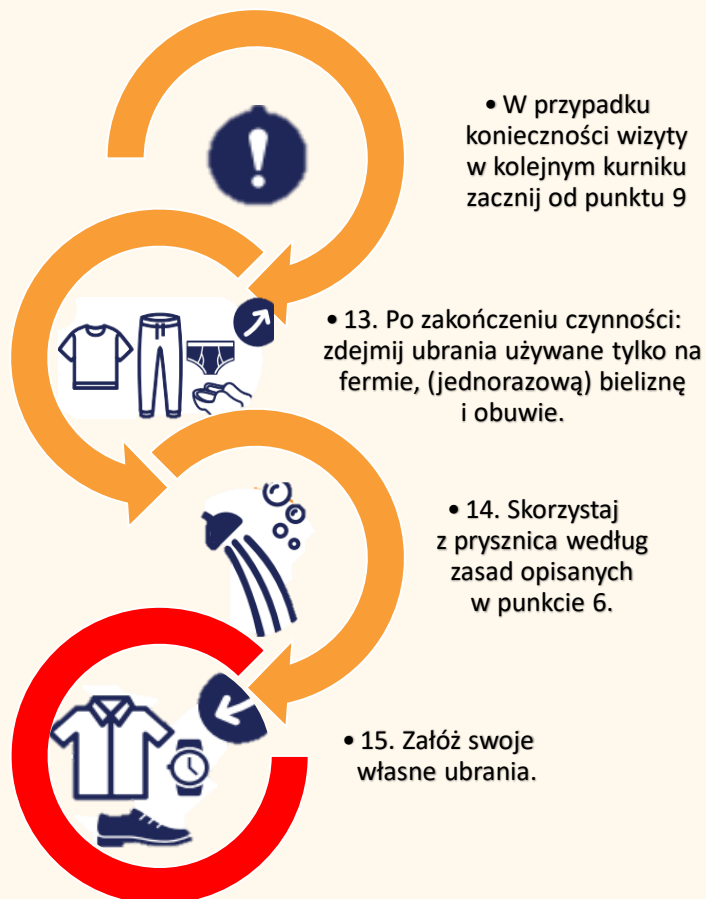 • W przypadku
konieczności wizyty
w kolejnym kurniku
zacznij od punktu 9
• 13. Po zakończeniu czynności:
zdejmij ubrania używane tylko na
fermie, (jednorazową) bieliznę
i obuwie.
• 14. Skorzystaj
z prysznica według
zasad opisanych
w punkcie 6.
• 15. Załóż swoje
własne ubrania.